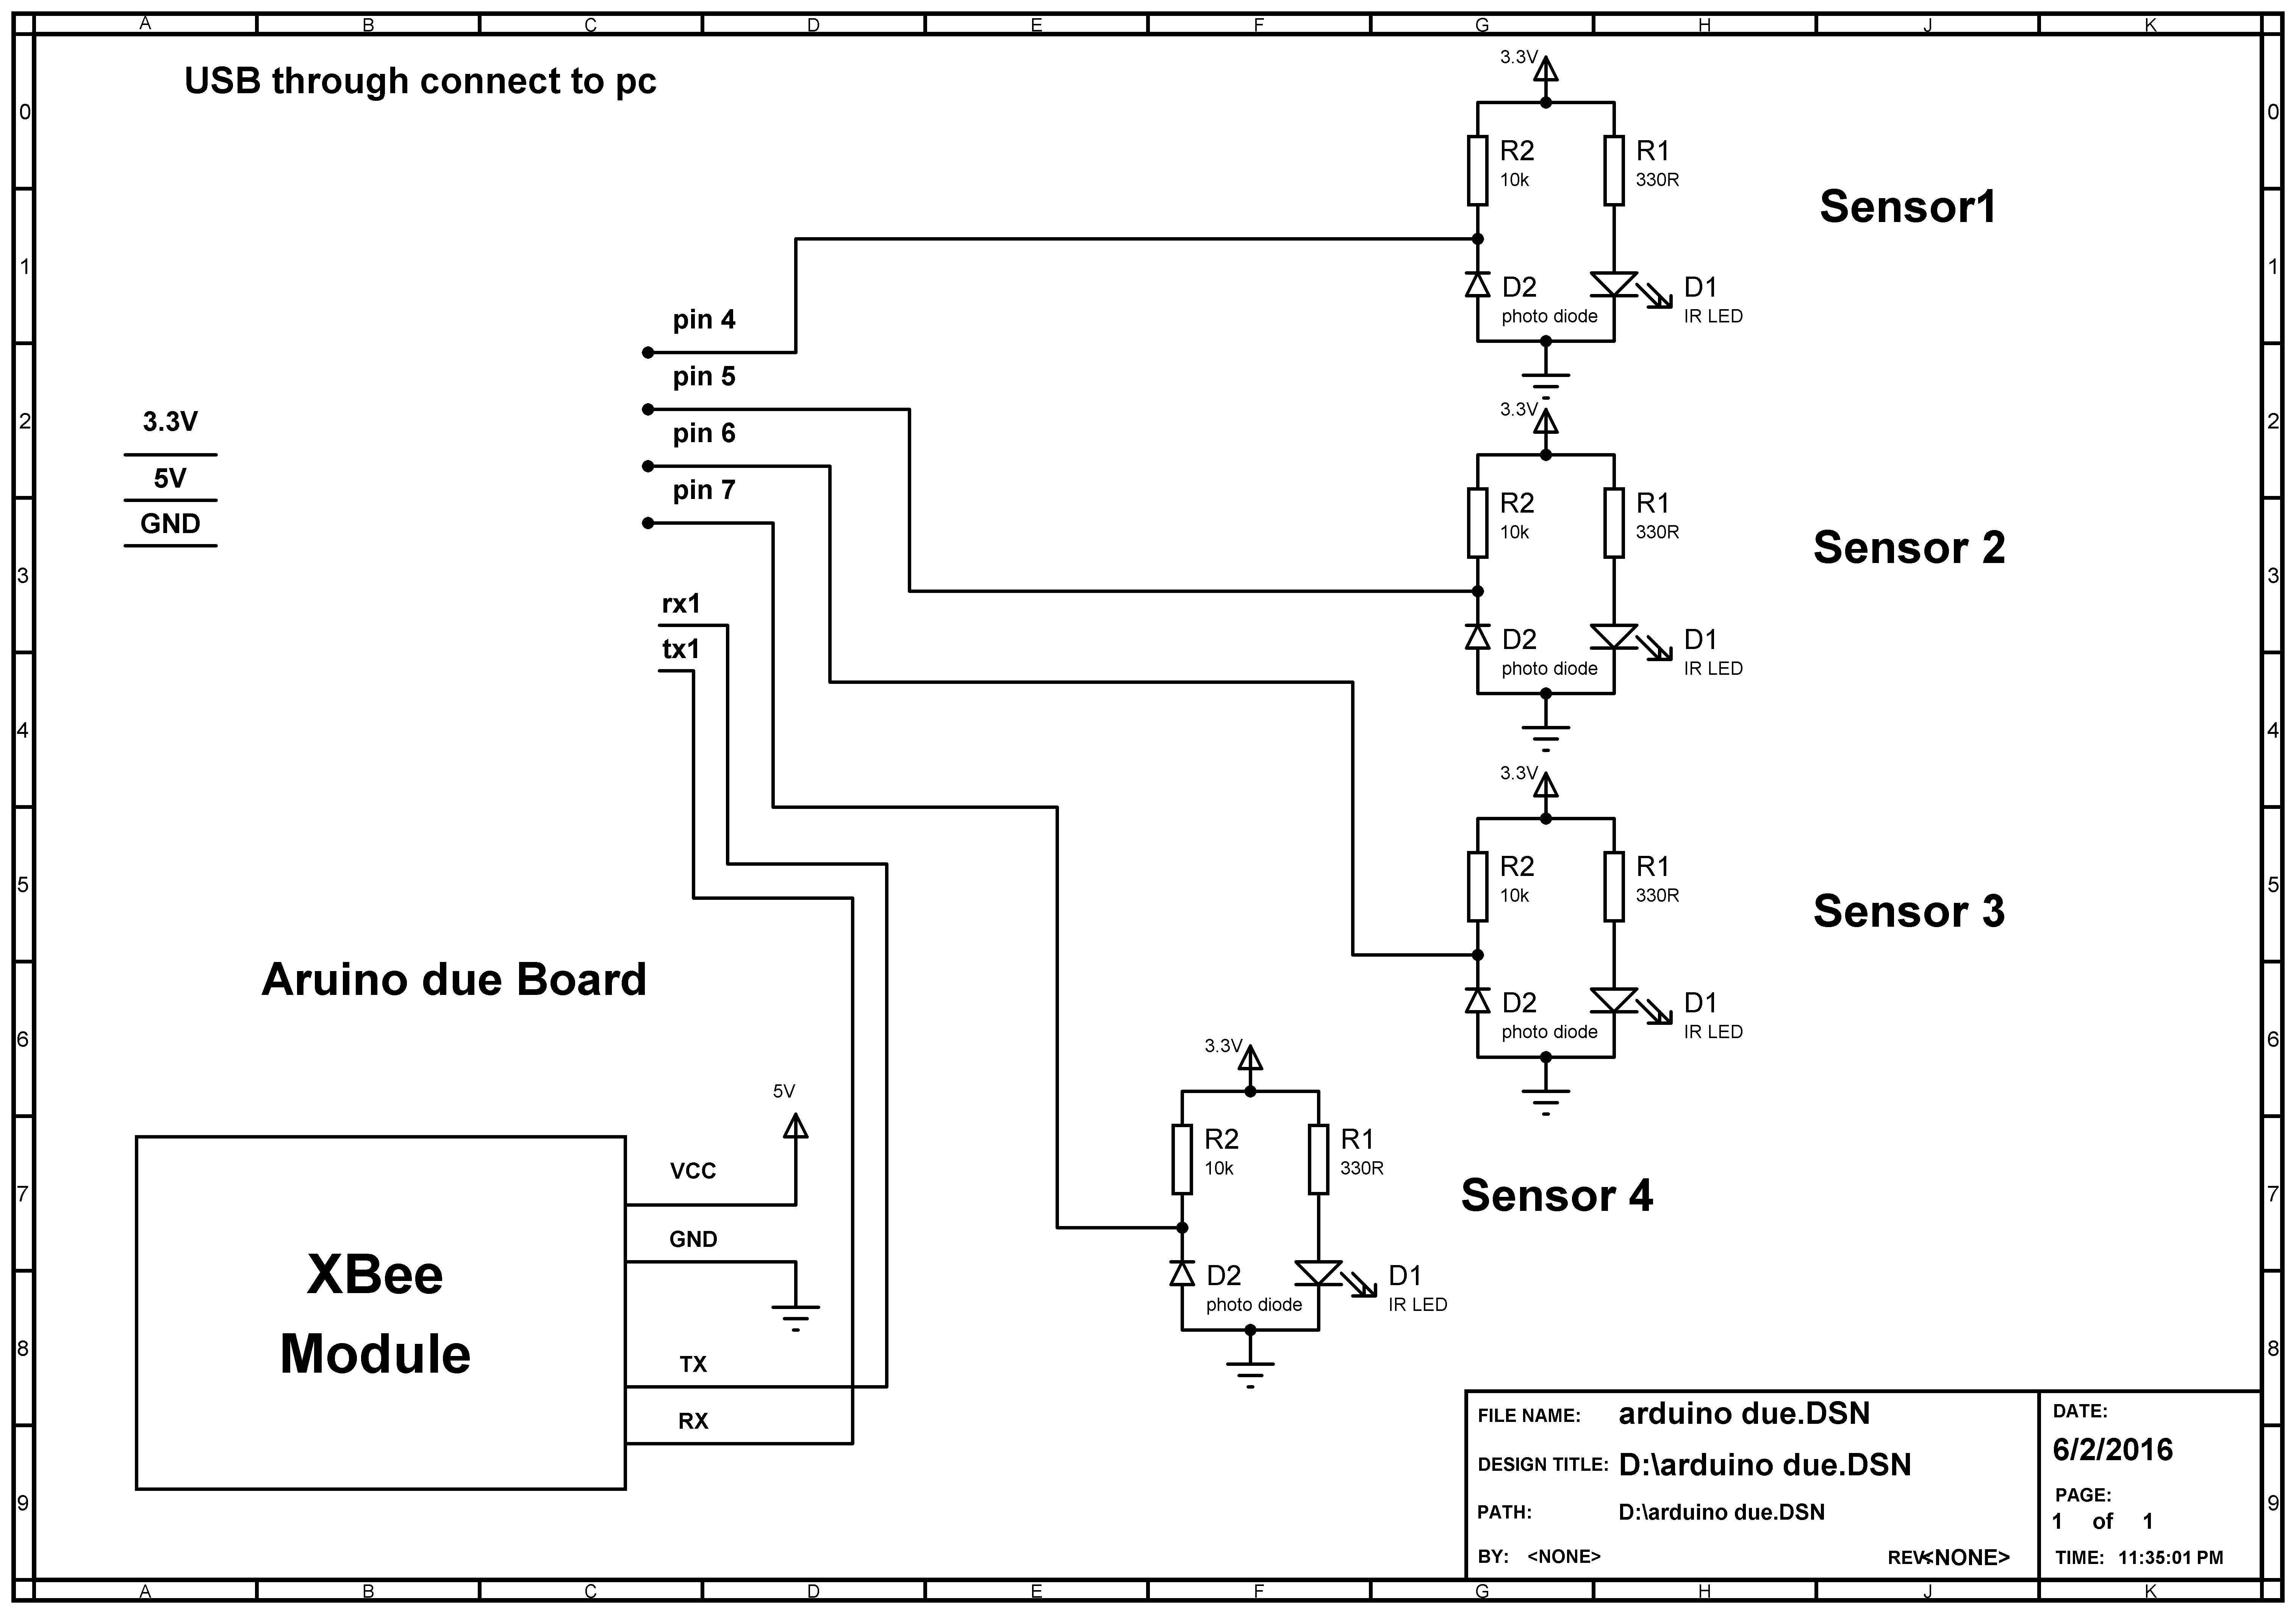 A B C D E F G H J K
USB through connect to pc
0
1
2
3
4
5
6
7
8
9
3.3V
5V
GND
pin 4
pin 5
pin 6
pin 7
rx1
tx1
Aruino due Board
XBee
Module
5V
VCC
GND
TX
RX
3.3V
R2
10k
R1
330R
D2
photo diode
D1
IR LED
Sensor1
3.3V
R2
10k
R1
330R
D2
photo diode
D1
IR LED
Sensor 2
3.3V
R2
10k
R1
330R
D2
photo diode
D1
IR LED
Sensor 3
3.3V
R2
10k
R1
330R
D2
photo diode
D1
IR LED
Sensor 4
0
1
2
3
4
5
6
7
8
9
FILE NAME: arduino due.DSN
DESIGN TITLE: D:\arduino due.DSN
PATH: D:\arduino due.DSN
BY: <NONE> REV:<NONE>
DATE:
6/2/2016
PAGE:
1 of 1
TIME: 11:35:01 PM
A B C D E F G H J K